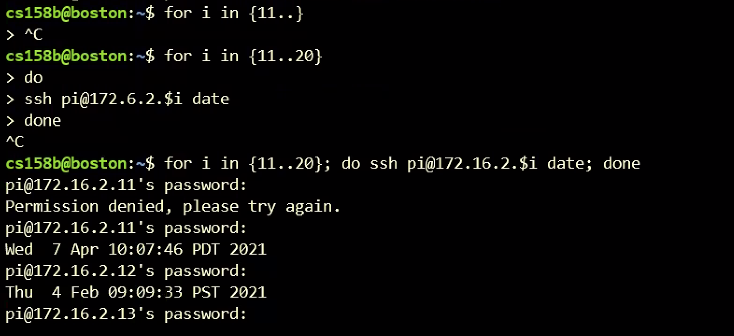 cs158b@boston:~$ for i in {11..}
> ^C
cs158b@boston:~$ for i in {11..20}
> do
> ssh pi@172.6.2.$i date
> done
^C
cs158b@boston:~$ for i in {11..20}; do ssh pi@172.16.2.$i date; done
pi@172.16.2.11's password:
Permission denied, please try again.
pi@172.16.2.11's password:
Wed  7 Apr 10:07:46 PDT 2021
pi@172.16.2.12's password:
Thu  4 Feb 09:09:33 PST 2021
pi@172.16.2.13's password: